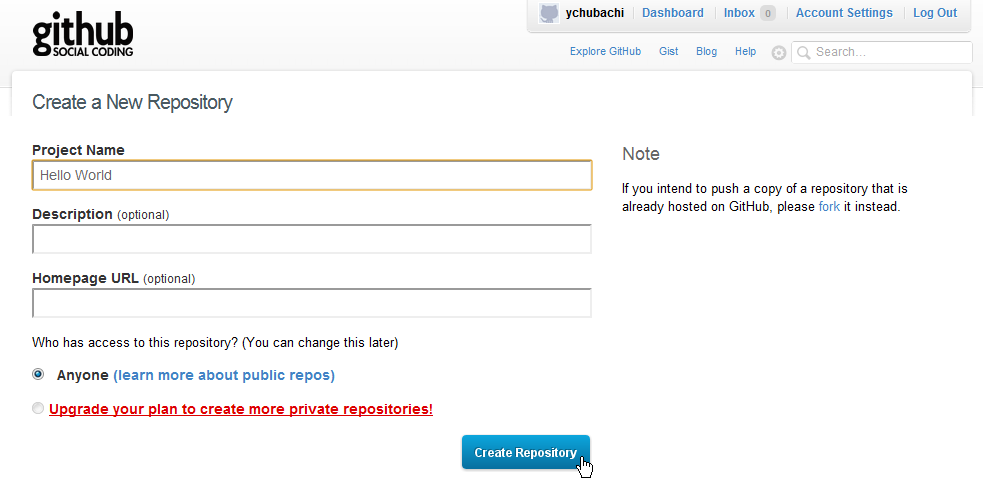 github
SOCIAL CODING
ychubachi Dashboard Inbox 0 Account Settings Log Out
Explore GitHub Gist Blog Help Search...
Create a New Repository
Project Name
Hello World
Description (optional)
Homepage URL (optional)
Who has access to this repository? (You can change this later)
Anyone (learn more about public repos)
Upgrade your plan to create more private repositories!
Create Repository
Note
If you intend to push a copy of a repository that is
already hosted on GitHub, please fork it instead.